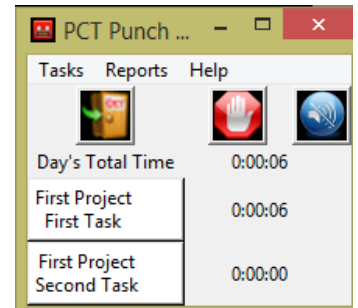 PCT Punch ...
Tasks Reports Help
Day's Total Time 0:00:06
First Project
First Task
0:00:06
First Project
Second Task
0:00:00